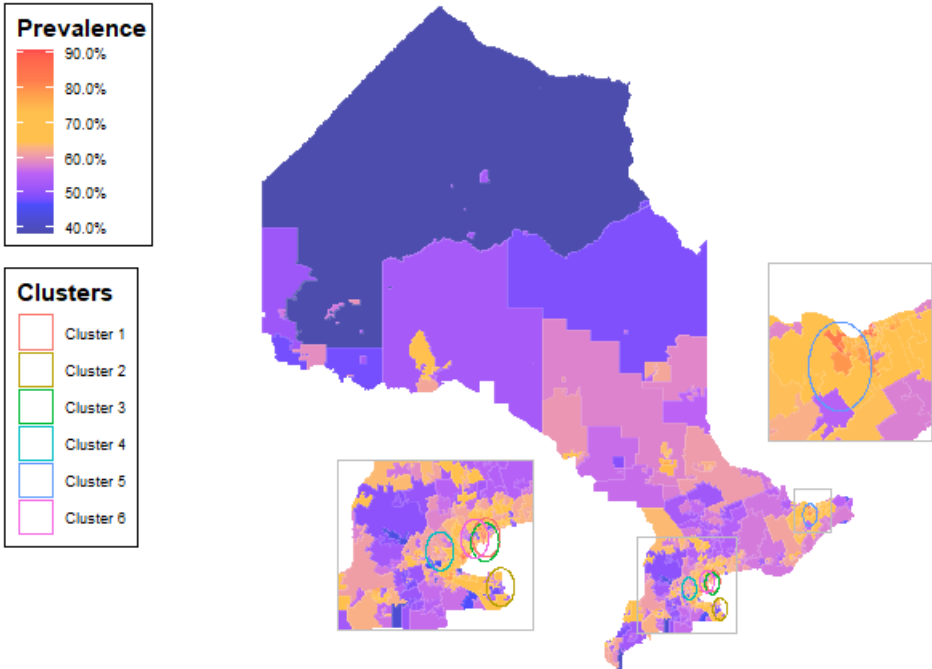 Prevalence
90.0%
80.0%
70.0%
60.0%
50.0%
40.0%
Clusters
Cluster 1
Cluster 2
Cluster 3
Cluster 4
Cluster 5
Cluster 6